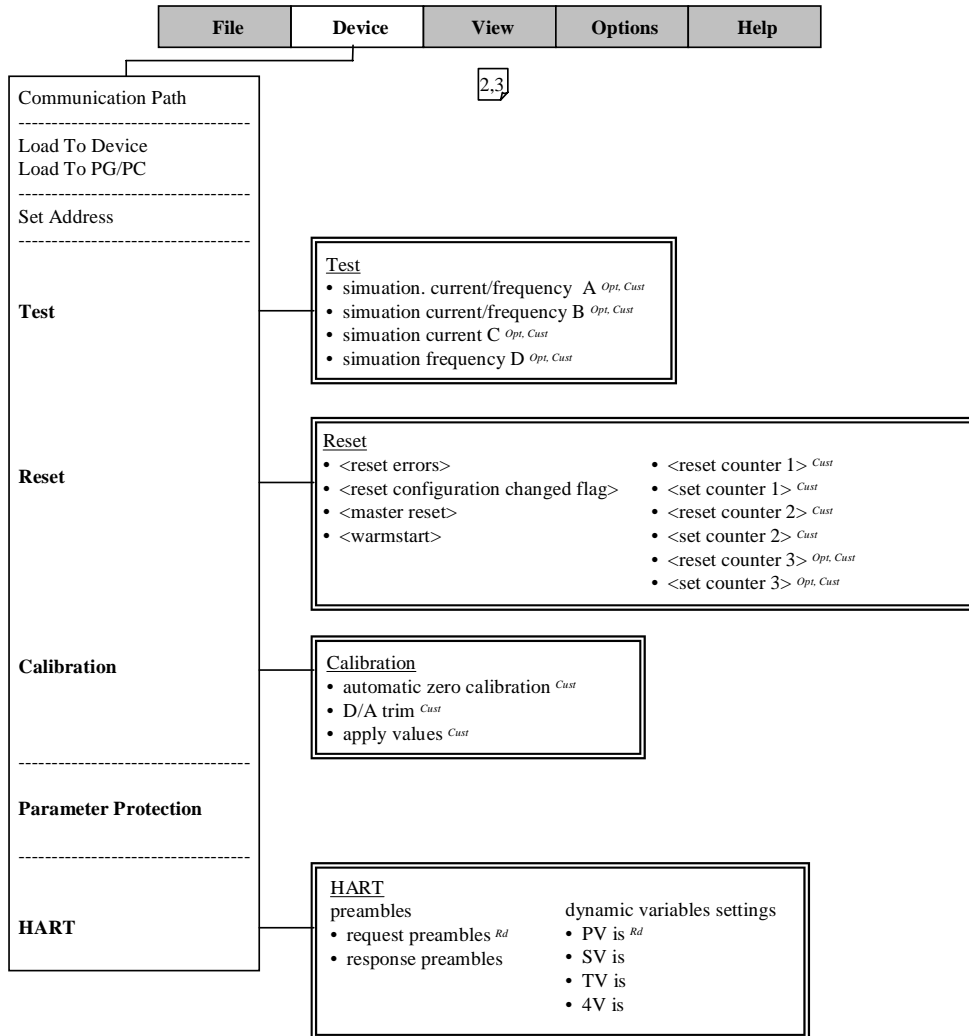 File Device View Options Help
2,3
Communication Path
----------------------------------
Load To Device
Load To PG/PC
----------------------------------
Set Address
----------------------------------
Test
Test
• simuation. current/frequency A Opt, Cust
• simuation current/frequency B Opt, Cust
• simuation current C Opt, Cust
• simuation frequency D Opt, Cust
Reset
Reset
• <reset errors>
• <reset configuration changed flag>
• <master reset>
• <warmstart>
• <reset counter 1> Cust
• <set counter 1> Cust
• <reset counter 2> Cust
• <set counter 2> Cust
• <reset counter 3> Opt, Cust
• <set counter 3> Opt, Cust
Calibration
Calibration
• automatic zero calibration Cust
• D/A trim Cust
• apply values Cust
----------------------------------
Parameter Protection
----------------------------------
HART
HART
preambles
• request preambles Rd
• response preambles
dynamic variables settings
• PV is Rd
• SV is
• TV is
• 4V is